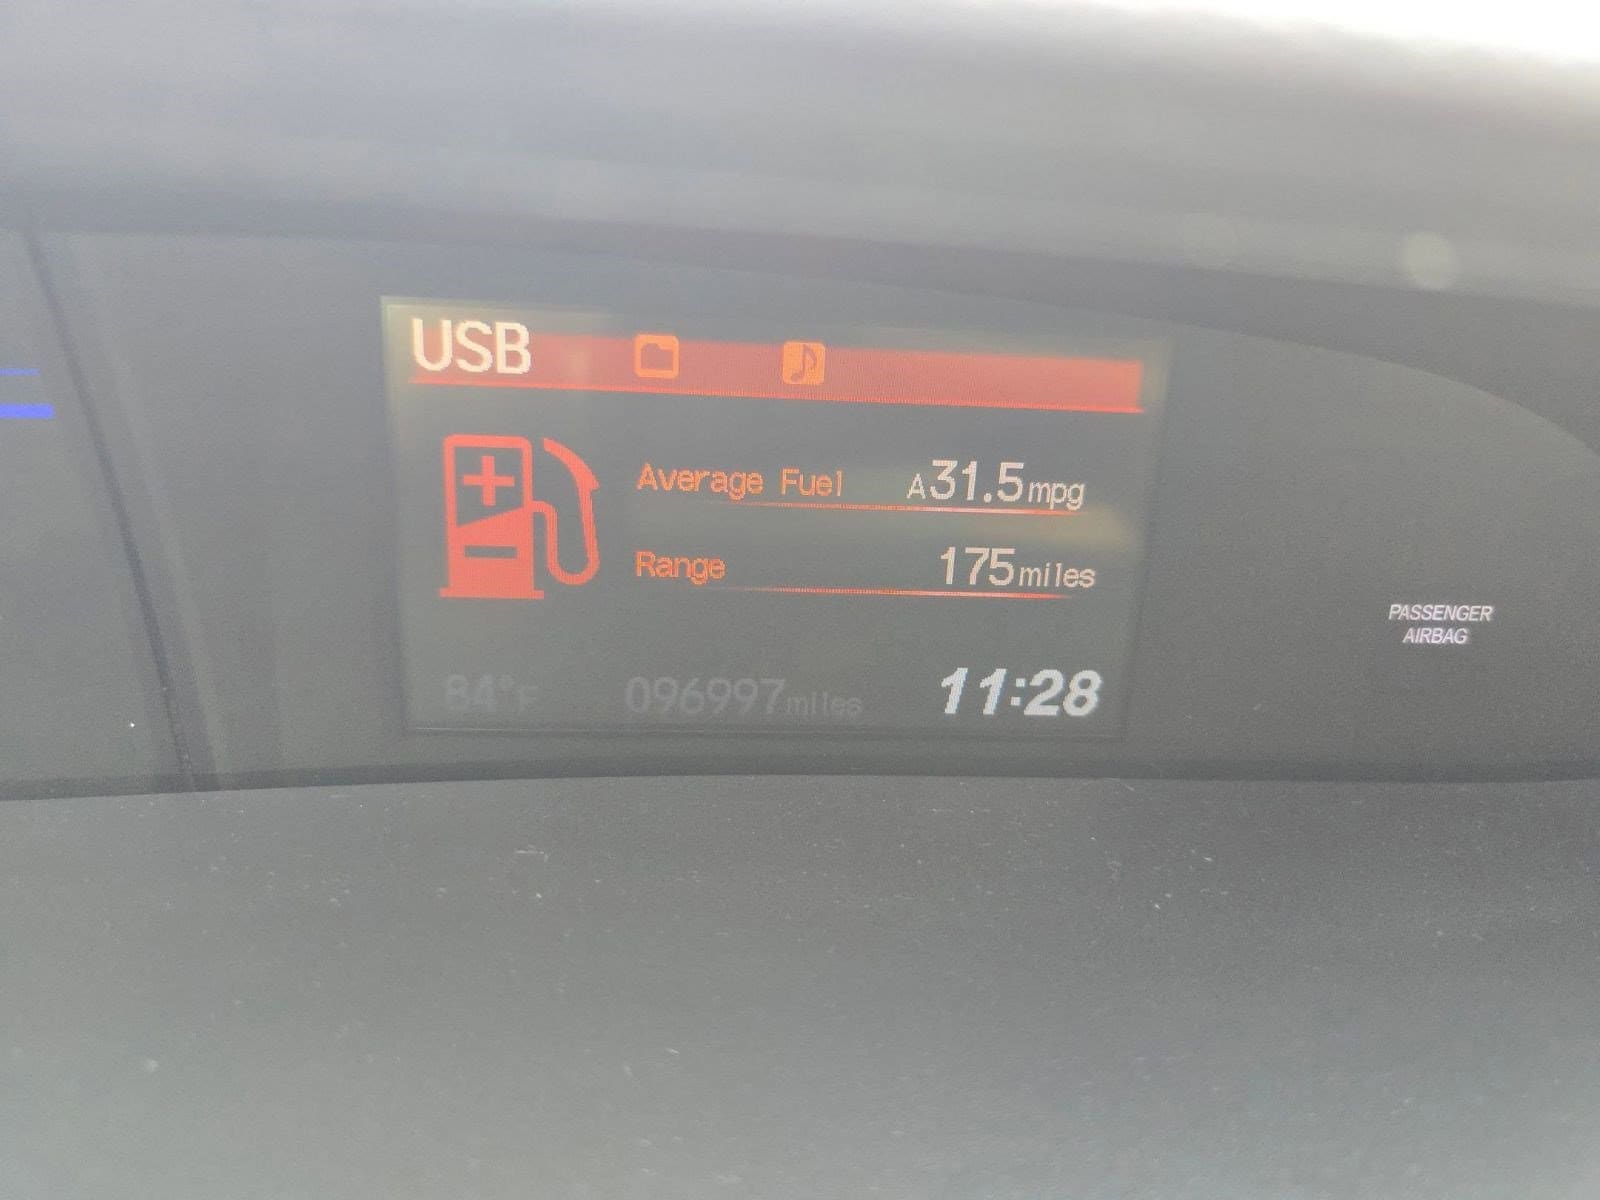 USB
Average Fuel A31.5mpg
Range 175miles
84°F 096997miles 11:28
PASSENGER
AIRBAG